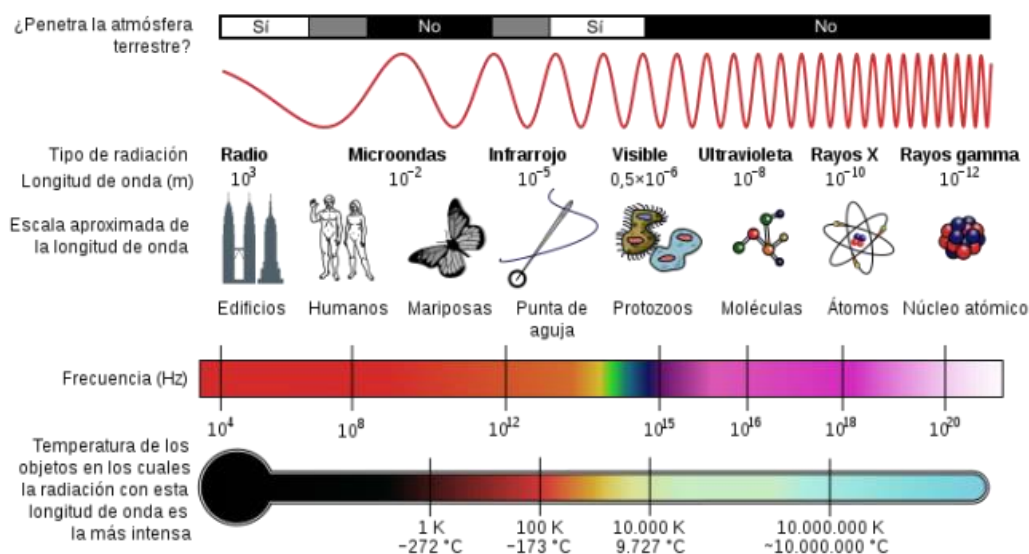 ¿Penetra la atmósfera
terrestre?
Sí No Sí No
Tipo de radiación Radio Microondas Infrarrojo Visible Ultravioleta Rayos X Rayos gamma
Longitud de onda (m) 10³ 10⁻² 10⁻⁵ 0,5×10⁻⁶ 10⁻⁸ 10⁻¹⁰ 10⁻¹²
Escala aproximada de
la longitud de onda
Edificios Humanos Mariposas Punta de Protozoos Moléculas Átomos Núcleo atómico
aguja
Frecuencia (Hz)
10⁴ 10⁸ 10¹² 10¹⁵ 10¹⁶ 10¹⁸ 10²⁰
Temperatura de los
objetos en los cuales
la radiación con esta
longitud de onda es
la más intensa
1 K 100 K 10.000 K 10.000.000 K
−272 °C −173 °C 9.727 °C ~10.000.000 °C